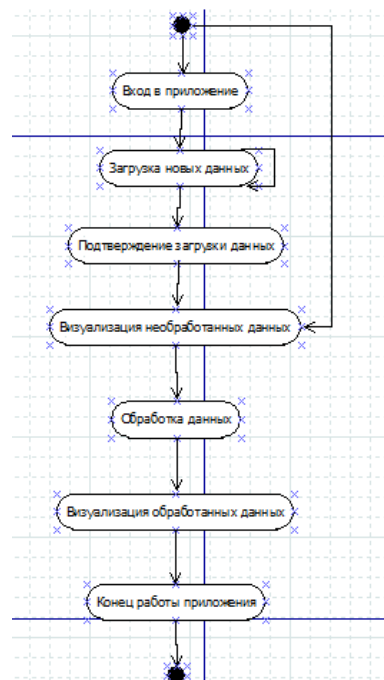 Вход в приложение
Загрузка новых данных
Подтверждение загрузки данных
Визуализация необработанных данных
Обработка данных
Визуализация обработанных данных
Конец работы приложения